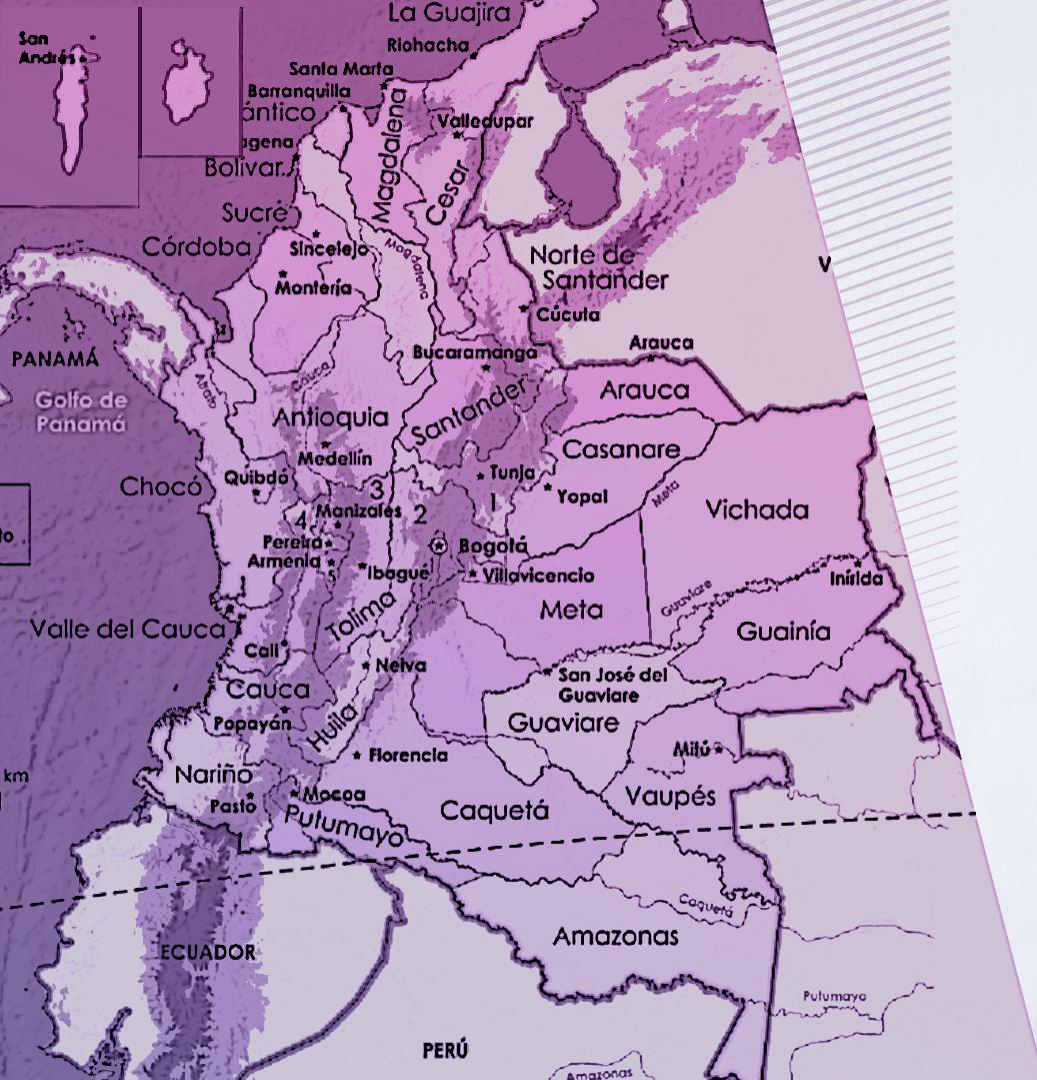 La Guajira
San
Andrés
Riohacha
Santa Marta
Barranquilla
ántico
Magdalena
Valledupar
agena
Bolívar
Cesar
Sucre
Córdoba
Sincelejo
Magdalena
Norte de
Santander
V
Montería
Cúcuta
PANAMÁ
Bucaramanga
Arauca
Cauca
Atrato
Arauca
Golfo de
Panamá
Antioquia
Santander
Medellín
Casanare
Quibdó
Tunja
Chocó
3
Yopal
Meta
Vichada
1
Manizales
2
4
to
Pereira
Bogotá
Armenia
5
Ibagué
Villavicencio
Inírida
Guaviare
Tolima
Meta
Valle del Cauca
Guainía
Cali
Neiva
San José del
Guaviare
Cauca
Popayán
Huila
Guaviare
Florencia
Mitú
km
Nariño
Pasto
Mocoa
Vaupés
Caquetá
Putumayo
Caquetá
Amazonas
ECUADOR
Putumayo
PERÚ
Amazonas